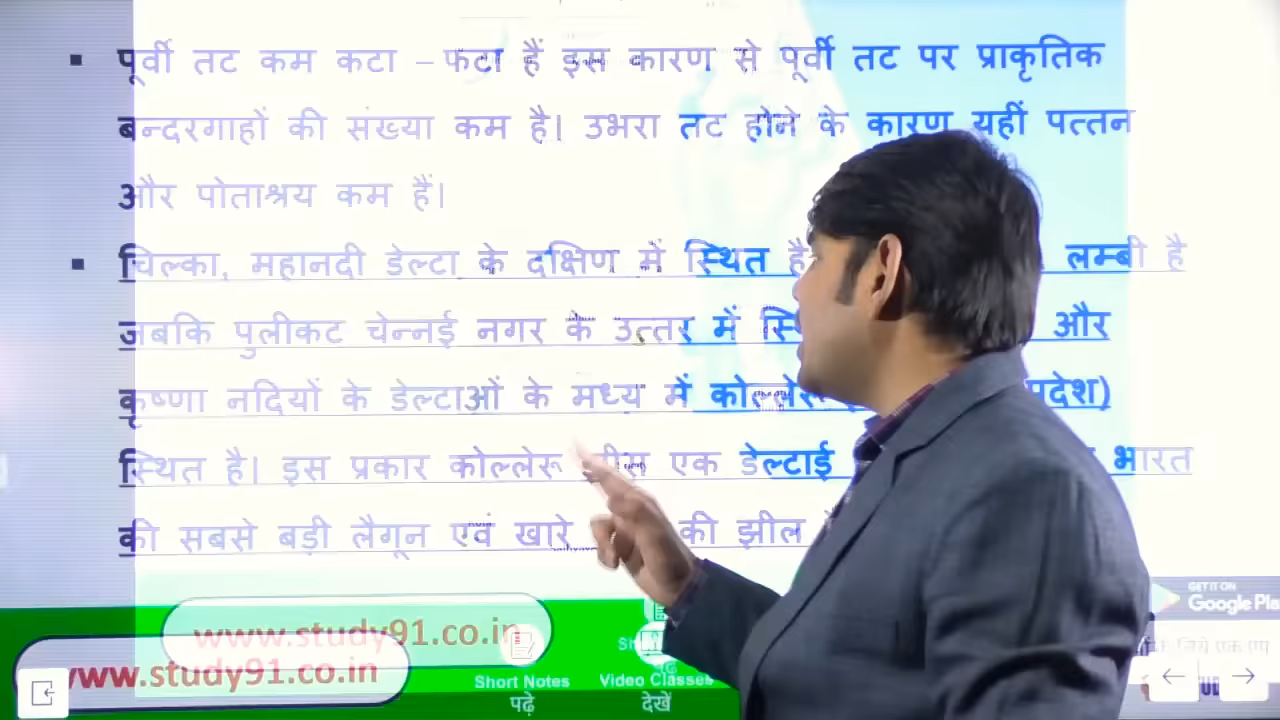 पूर्वी तट कम कटा – फटा हैं इस कारण से पूर्वी तट पर प्राकृतिक
बन्दरगाहों की संख्या कम है। उभरा तट होने के कारण यहीं पत्तन
और पोताश्रय कम हैं।
चिल्का, महानदी डेल्टा के दक्षिण में स्थित है लम्बी है
जबकि पुलीकट चेन्नई नगर के उत्तर में और
कृष्णा नदियों के डेल्टाओं के मध्य में
स्थित है। इस प्रकार कोल्लेरू एक डेल्टाई भारत
की सबसे बड़ी लैगून एवं खारे की झील
GET IT ON
Google Pla
www.study91.co.in
www.study91.co.in
Short Notes
पढ़े
Video Classes
देखें